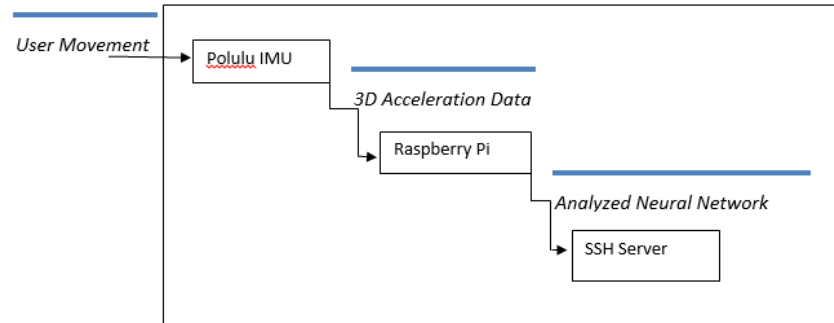 User Movement
Polulu IMU
3D Acceleration Data
Raspberry Pi
Analyzed Neural Network
SSH Server